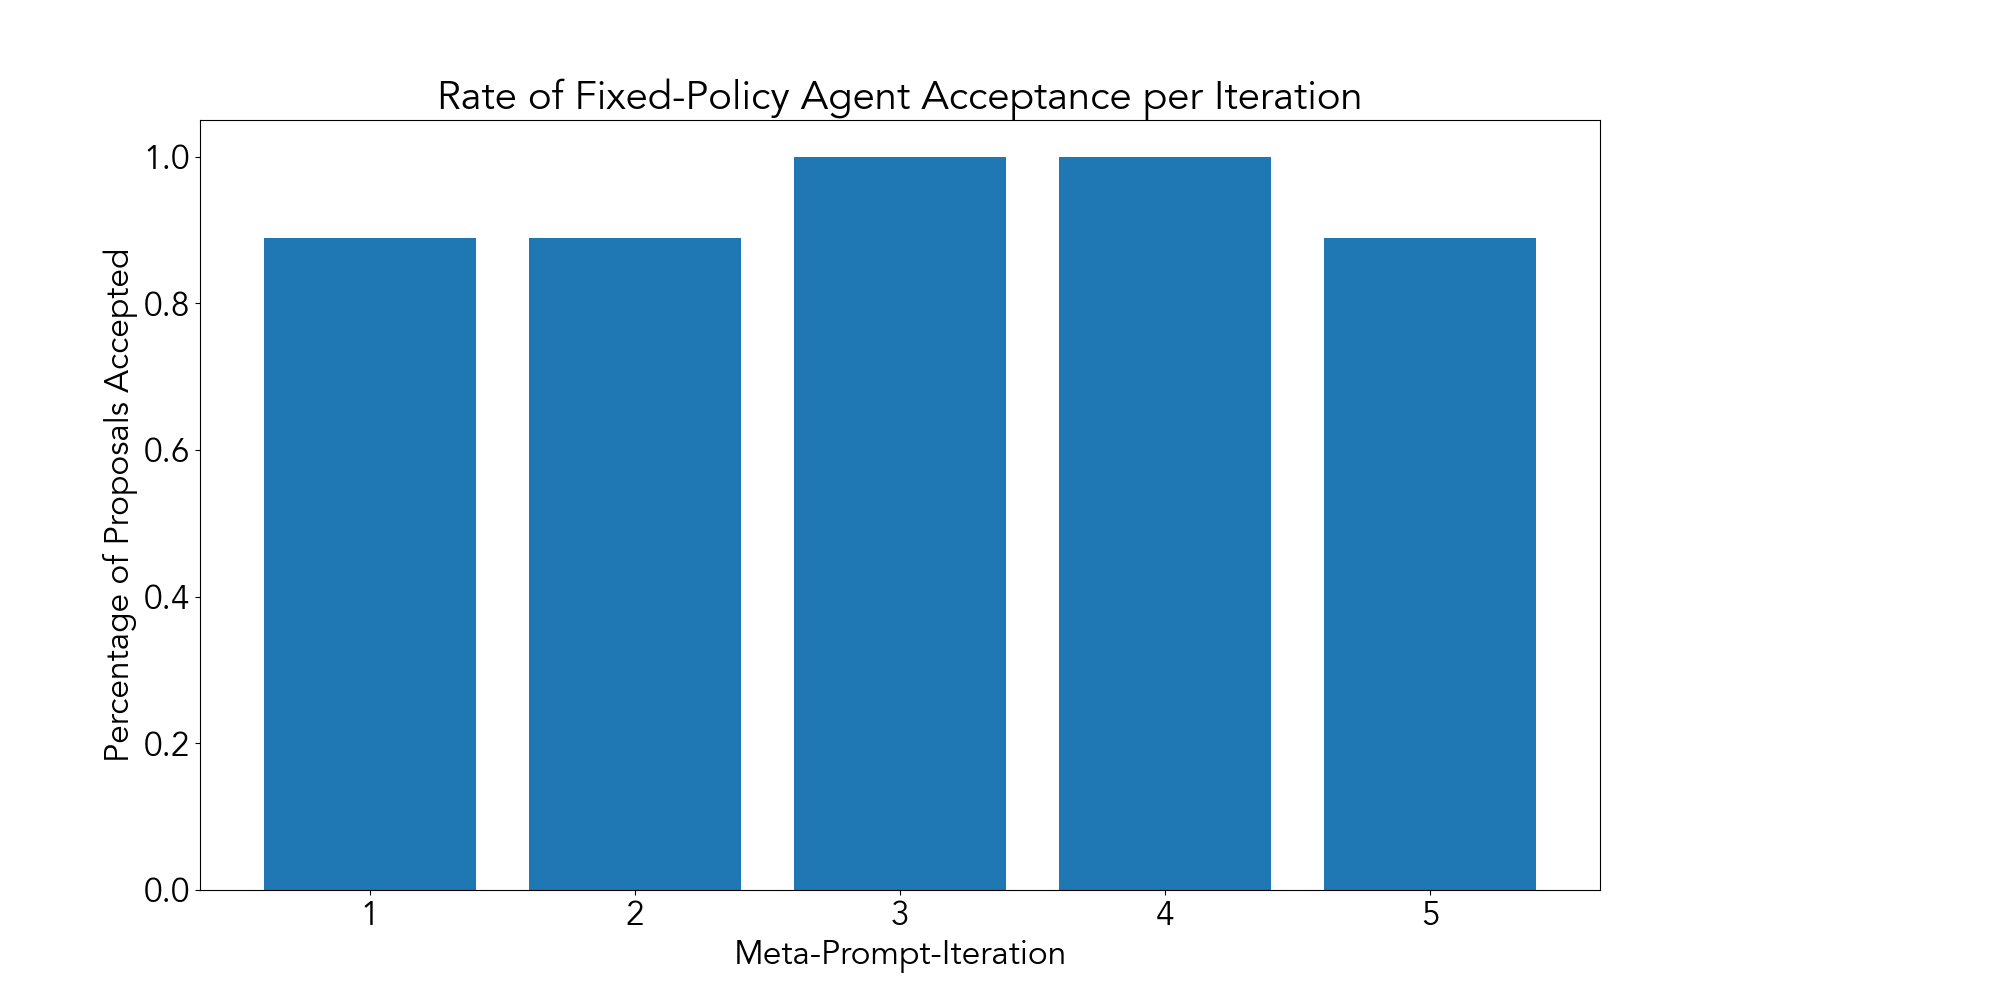 Rate of Fixed-Policy Agent Acceptance per Iteration
Percentage of Proposals Accepted
1.0
0.8
0.6
0.4
0.2
0.0
1 2 3 4 5
Meta-Prompt-Iteration